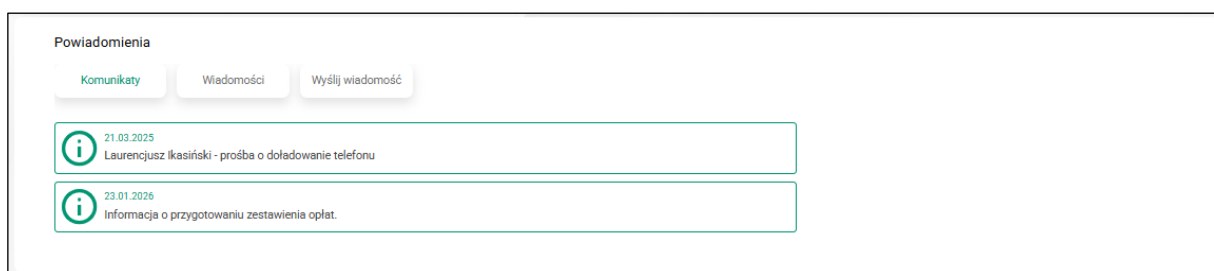 Powiadomienia
Komunikaty Wiadomości Wyślij wiadomość
21.03.2025
Laurencjusz Ikasiński - prośba o doładowanie telefonu
23.01.2026
Informacja o przygotowaniu zestawienia opłat.